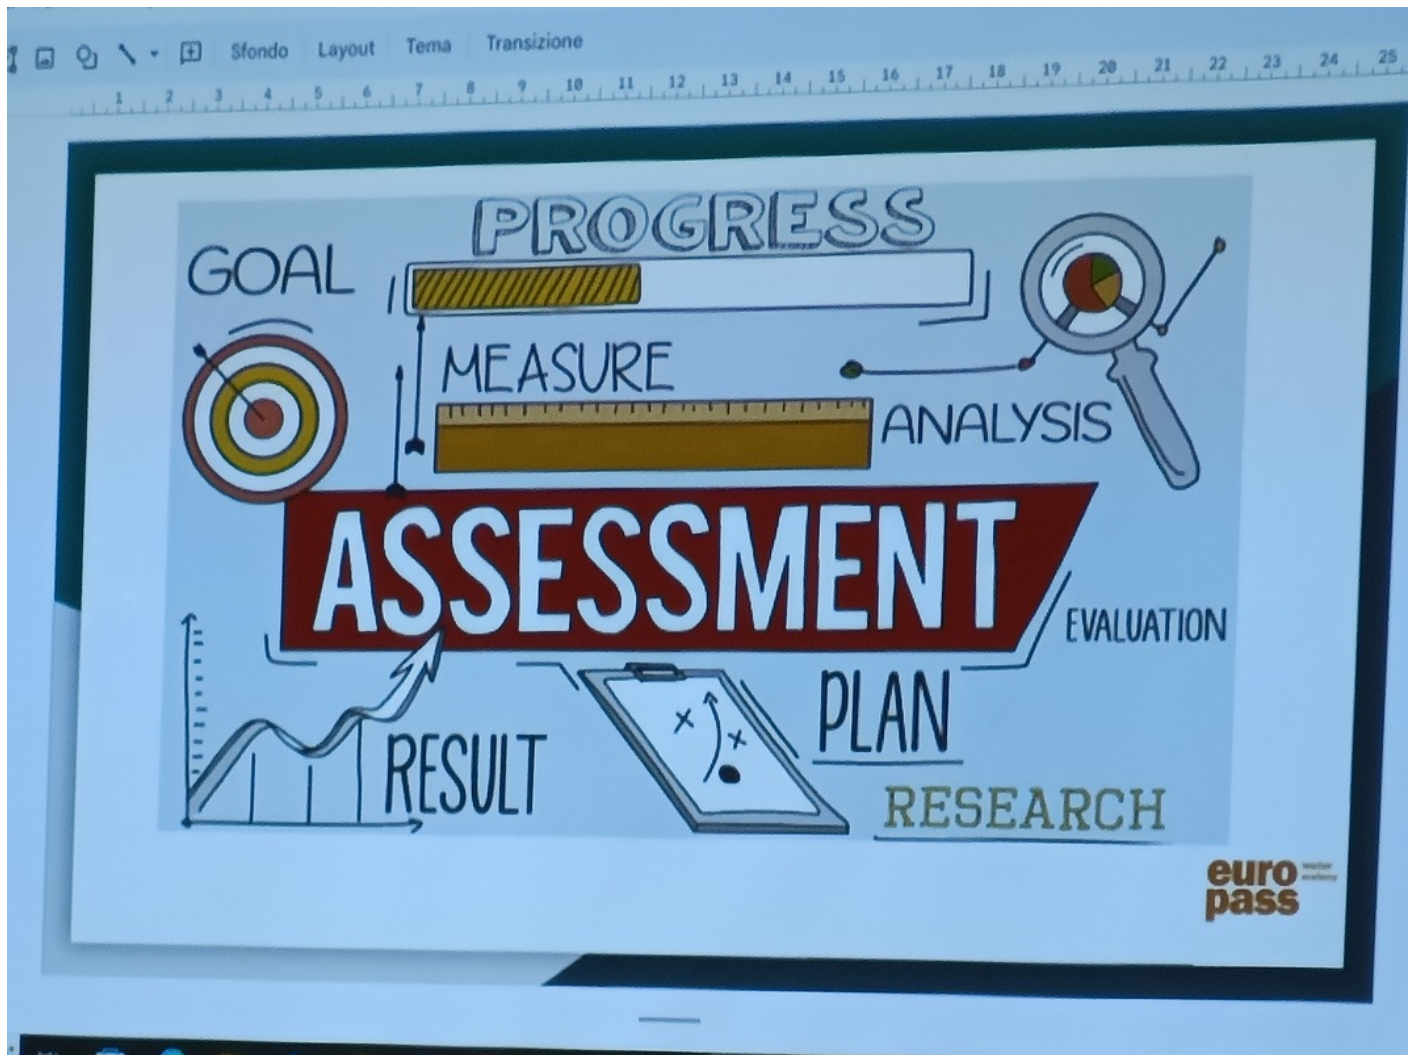 Sfondo Layout Tema Transizione
1 2 3 4 5 6 7 8 9 10 11 12 13 14 15 16 17 18 19 20 21 22 23 24 25
PROGRESS
GOAL
MEASURE
ANALYSIS
ASSESSMENT
EVALUATION
PLAN
RESULT
RESEARCH
euro
pass